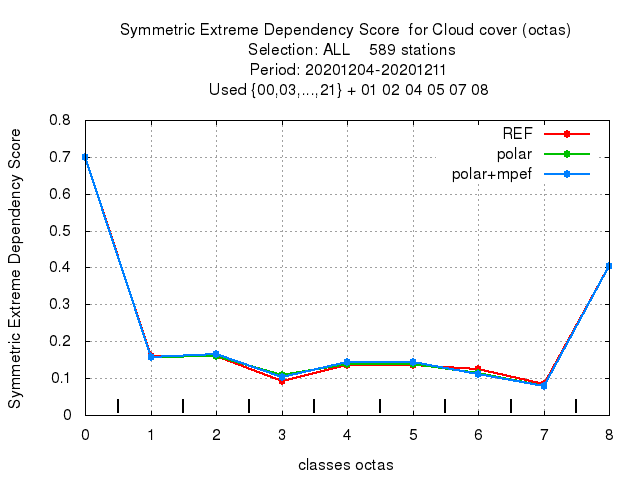 Symmetric Extreme Dependency Score for Cloud cover (octas)
Selection: ALL 589 stations
Period: 20201204-20201211
Used {00,03,...,21} + 01 02 04 05 07 08
Symmetric Extreme Dependency Score
0.8
0.7
0.6
0.5
0.4
0.3
0.2
0.1
0
REF
polar
polar+mpef
0 1 2 3 4 5 6 7 8
classes octas